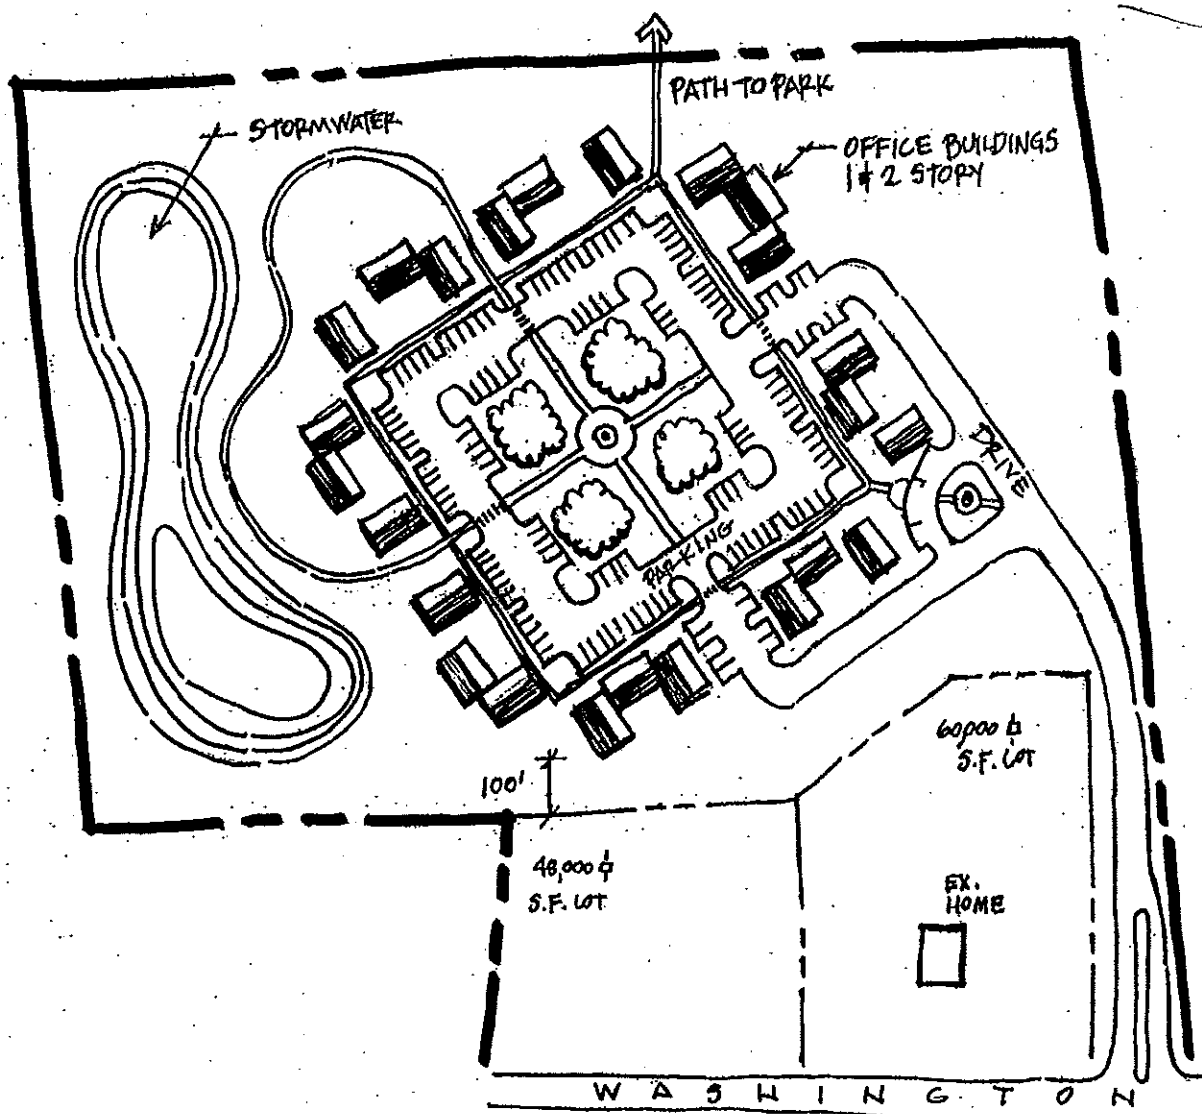 PATH TO PARK
STORMWATER
OFFICE BUILDINGS
1 & 2 STORY
DRIVE
PARKING
60,000 ⏍
S.F. LOT
100'
48,000 ⏍
S.F. LOT
EX.
HOME
WASHINGTON